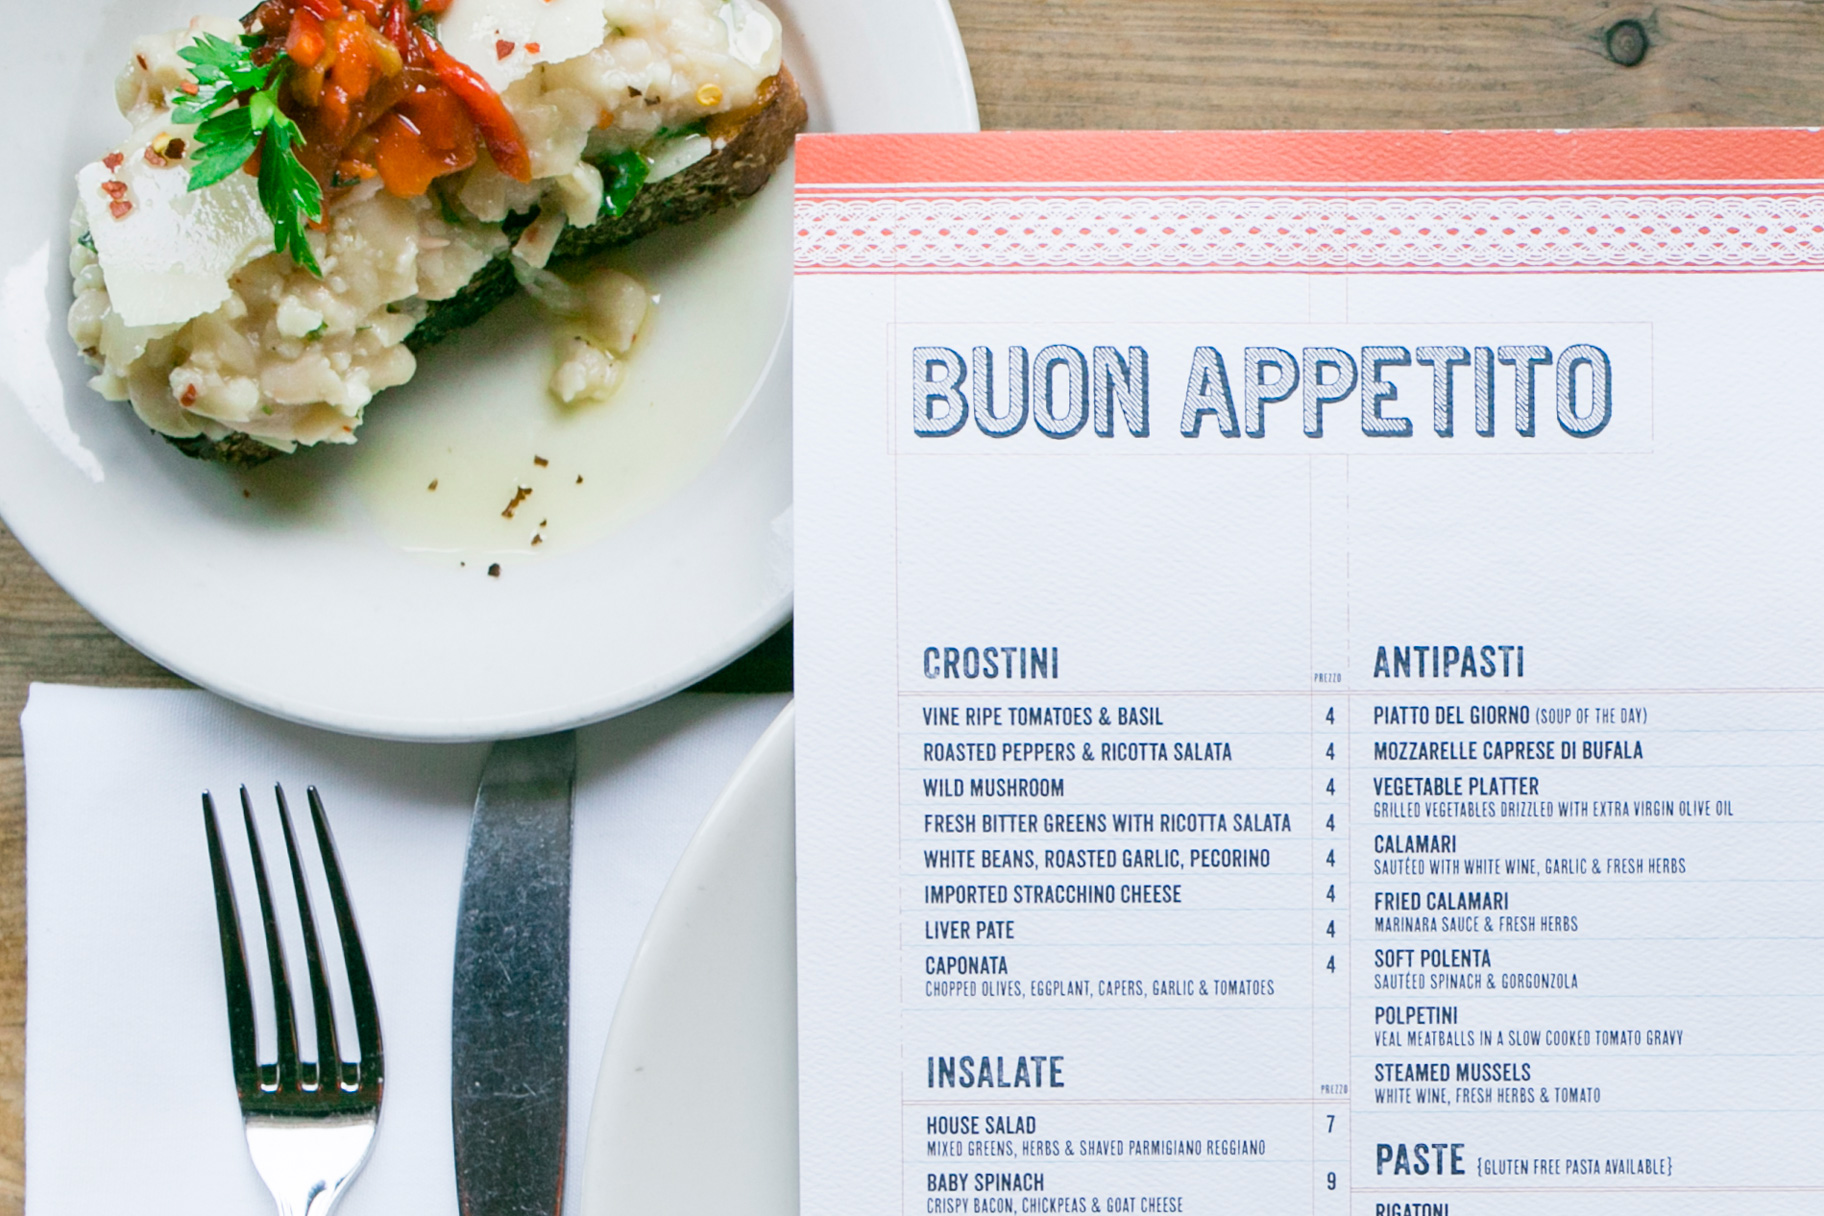 BUON APPETITO
CROSTINI
PREZZO
VINE RIPE TOMATOES & BASIL 4
ROASTED PEPPERS & RICOTTA SALATA 4
WILD MUSHROOM 4
FRESH BITTER GREENS WITH RICOTTA SALATA 4
WHITE BEANS, ROASTED GARLIC, PECORINO 4
IMPORTED STRACCHINO CHEESE 4
LIVER PATE 4
CAPONATA 4
CHOPPED OLIVES, EGGPLANT, CAPERS, GARLIC & TOMATOES
INSALATE
PREZZO
HOUSE SALAD 7
MIXED GREENS, HERBS & SHAVED PARMIGIANO REGGIANO
BABY SPINACH 9
CRISPY BACON, CHICKPEAS & GOAT CHEESE
ANTIPASTI
PIATTO DEL GIORNO (SOUP OF THE DAY)
MOZZARELLE CAPRESE DI BUFALA
VEGETABLE PLATTER
GRILLED VEGETABLES DRIZZLED WITH EXTRA VIRGIN OLIVE OIL
CALAMARI
SAUTÉED WITH WHITE WINE, GARLIC & FRESH HERBS
FRIED CALAMARI
MARINARA SAUCE & FRESH HERBS
SOFT POLENTA
SAUTÉED SPINACH & GORGONZOLA
POLPETINI
VEAL MEATBALLS IN A SLOW COOKED TOMATO GRAVY
STEAMED MUSSELS
WHITE WINE, FRESH HERBS & TOMATO
PASTE {GLUTEN FREE PASTA AVAILABLE}
RIGATONI